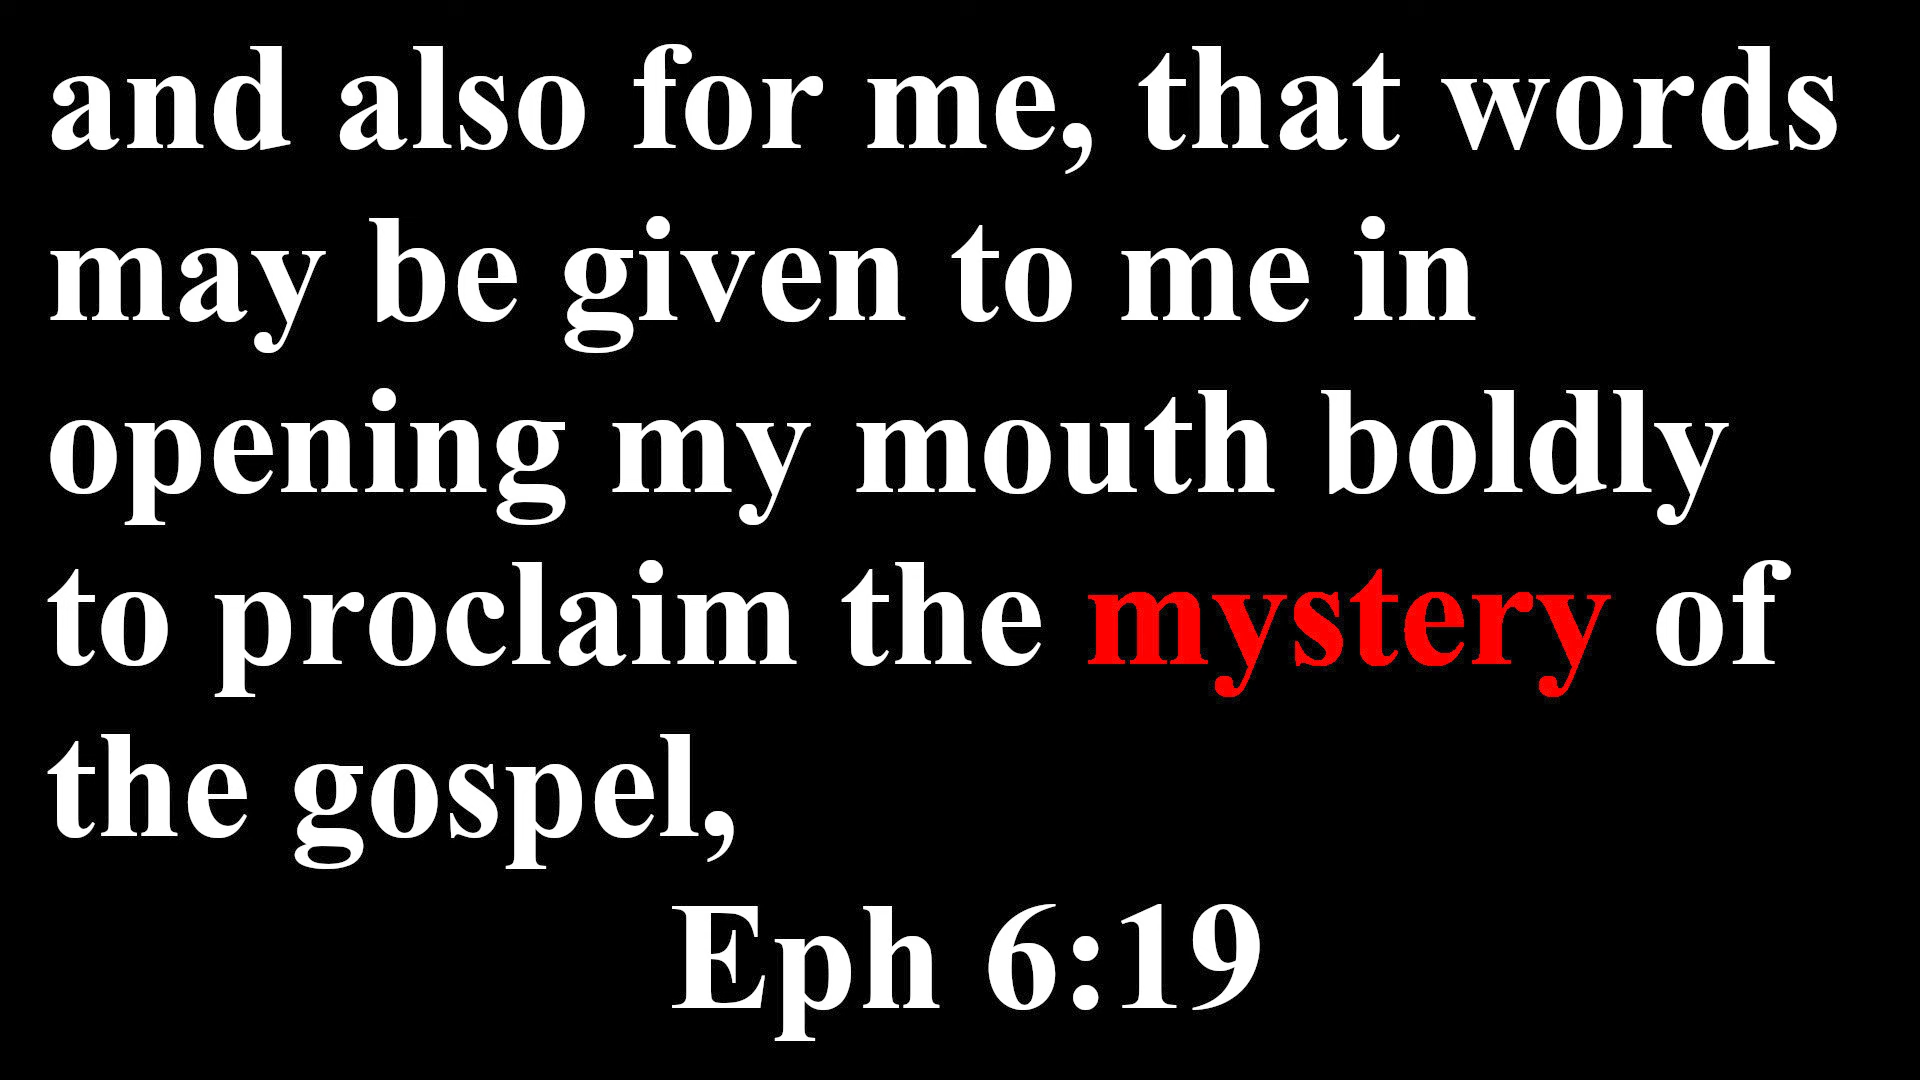 and also for me, that words
may be given to me in
opening my mouth boldly
to proclaim the mystery of
the gospel,
Eph 6:19